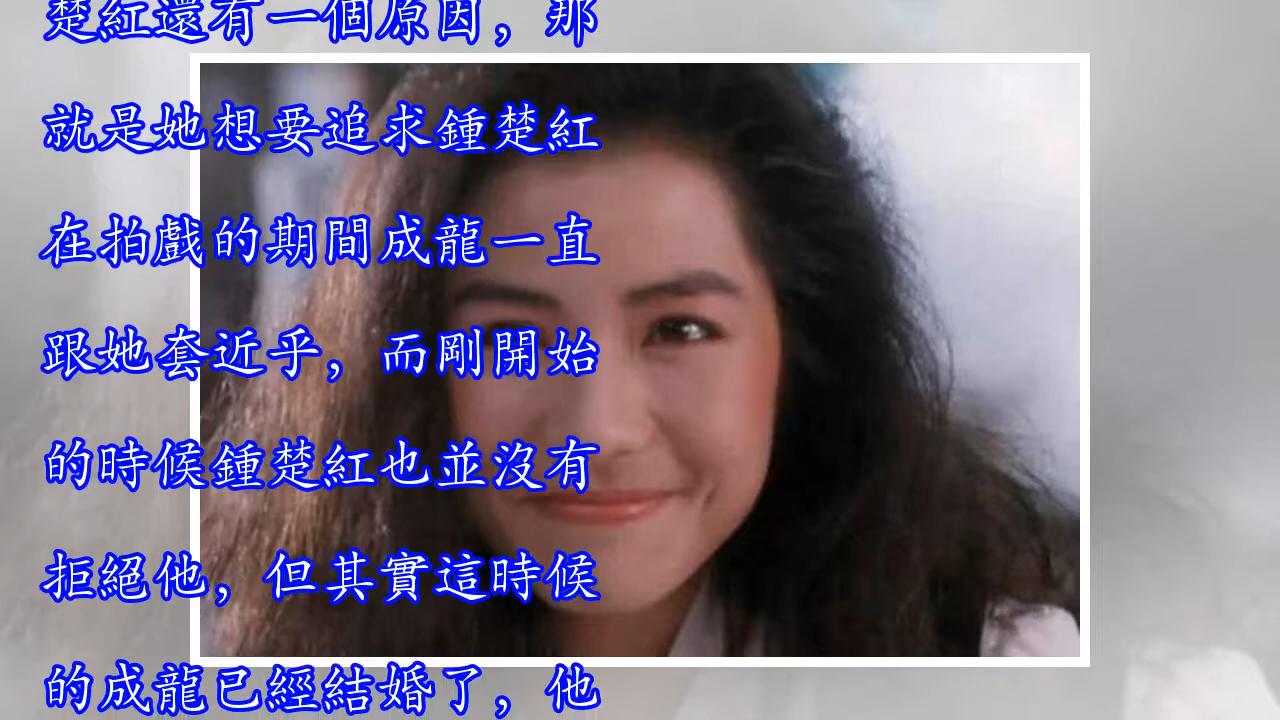 楚紅還有一個原因，那
就是她想要追求鍾楚紅
在拍戲的期間成龍一直
跟她套近乎，而剛開始
的時候鍾楚紅也並沒有
拒絕他，但其實這時候
的成龍已經結婚了，他